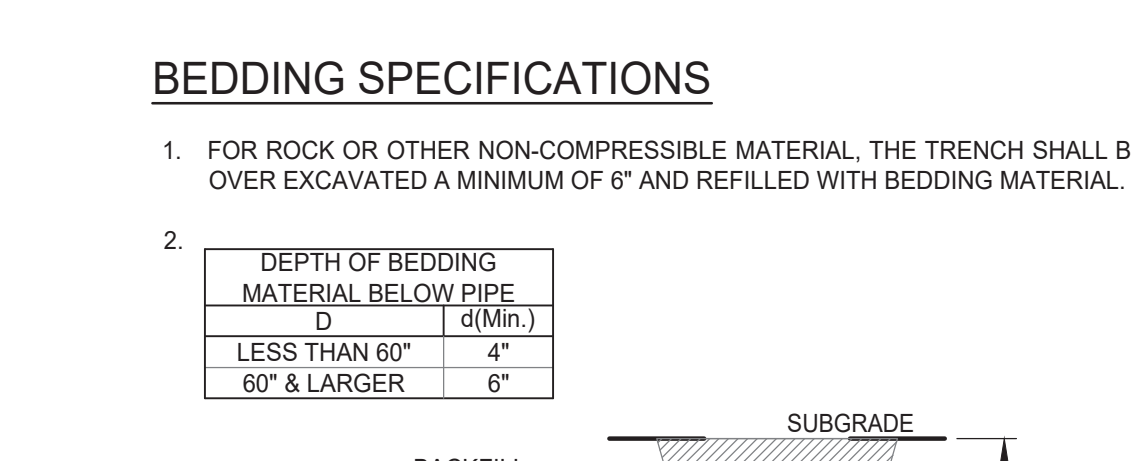 BEDDING SPECIFICATIONS
1. FOR ROCK OR OTHER NON-COMPRESSIBLE MATERIAL, THE TRENCH SHALL B
OVER EXCAVATED A MINIMUM OF 6" AND REFILLED WITH BEDDING MATERIAL.
2.
DEPTH OF BEDDING
MATERIAL BELOW PIPE
D d(Min.)
LESS THAN 60" 4"
60" & LARGER 6"
SUBGRADE